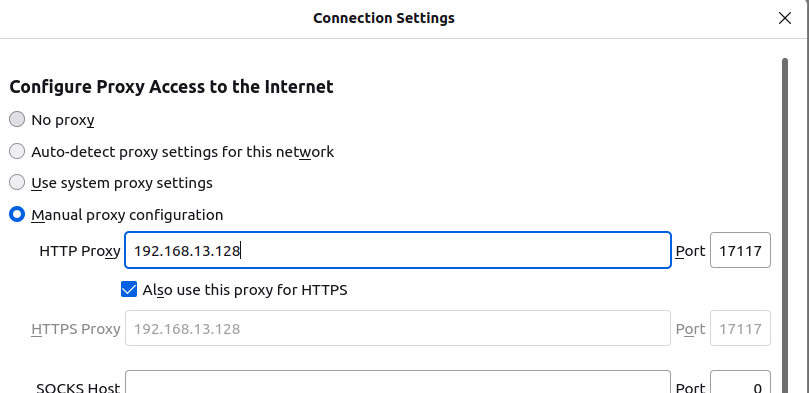 Connection Settings
Configure Proxy Access to the Internet
No proxy
Auto-detect proxy settings for this network
Use system proxy settings
Manual proxy configuration
HTTP Proxy 192.168.13.128 Port 17117
Also use this proxy for HTTPS
HTTPS Proxy 192.168.13.128 Port 17117
SOCKS Host Port 0